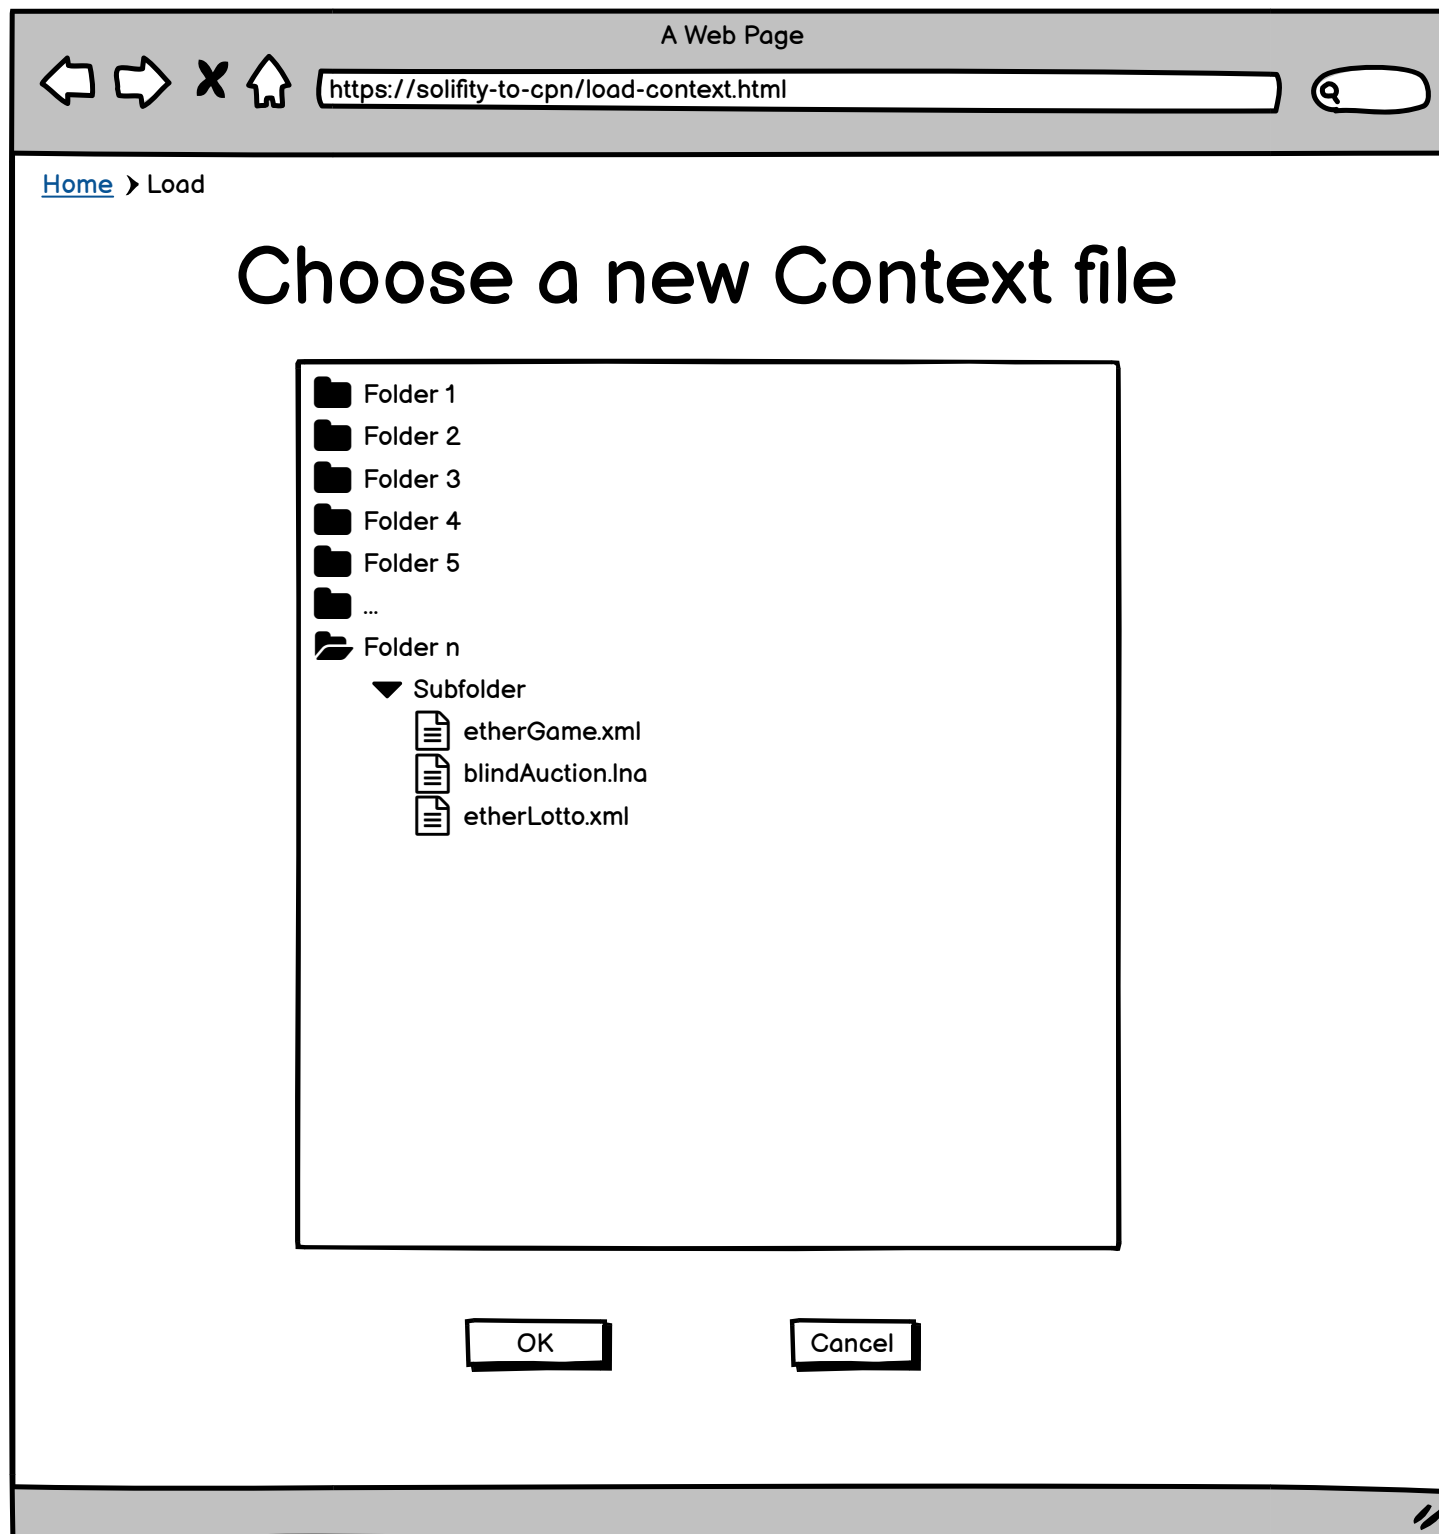 A Web Page
https://solifity-to-cpn/load-context.html
Home Load
Choose a new Context file
Folder 1
Folder 2
Folder 3
Folder 4
Folder 5
...
Folder n
Subfolder
etherGame.xml
blindAuction.lna
etherLotto.xml
OK Cancel